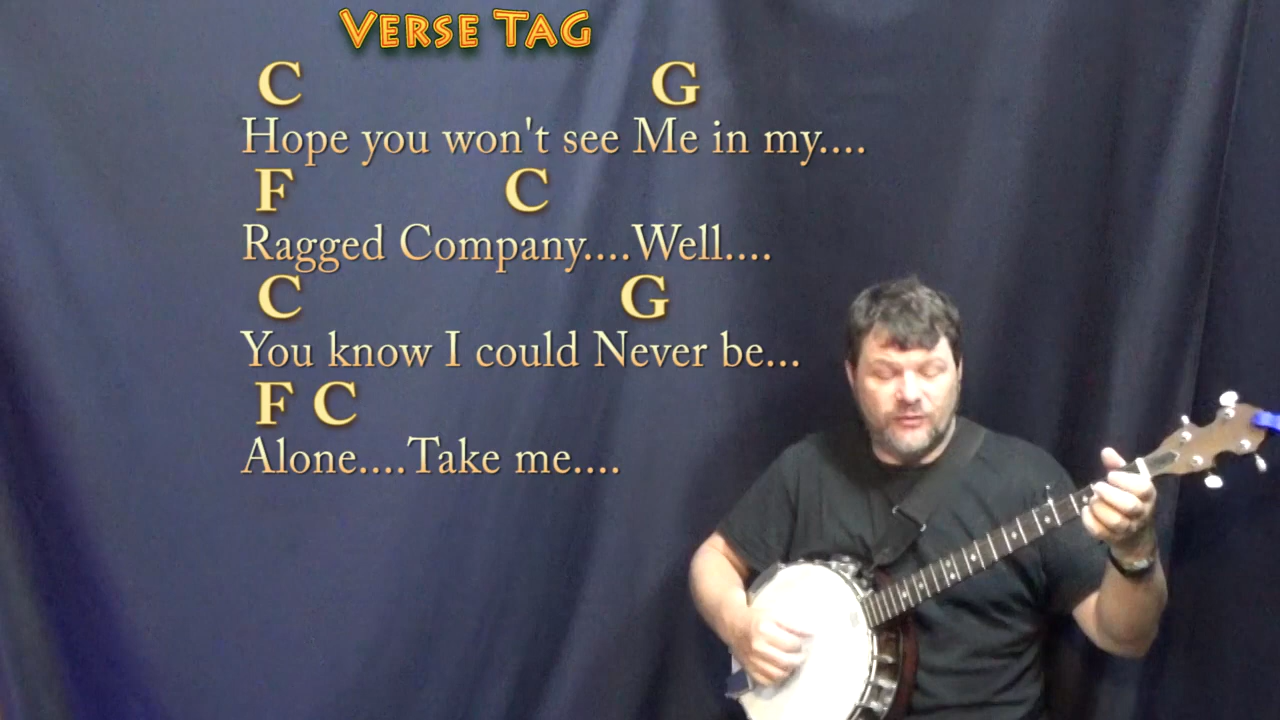 VERSE TAG
C G
Hope you won't see Me in my....
F C
Ragged Company....Well....
C G
You know I could Never be...
F C
Alone....Take me....